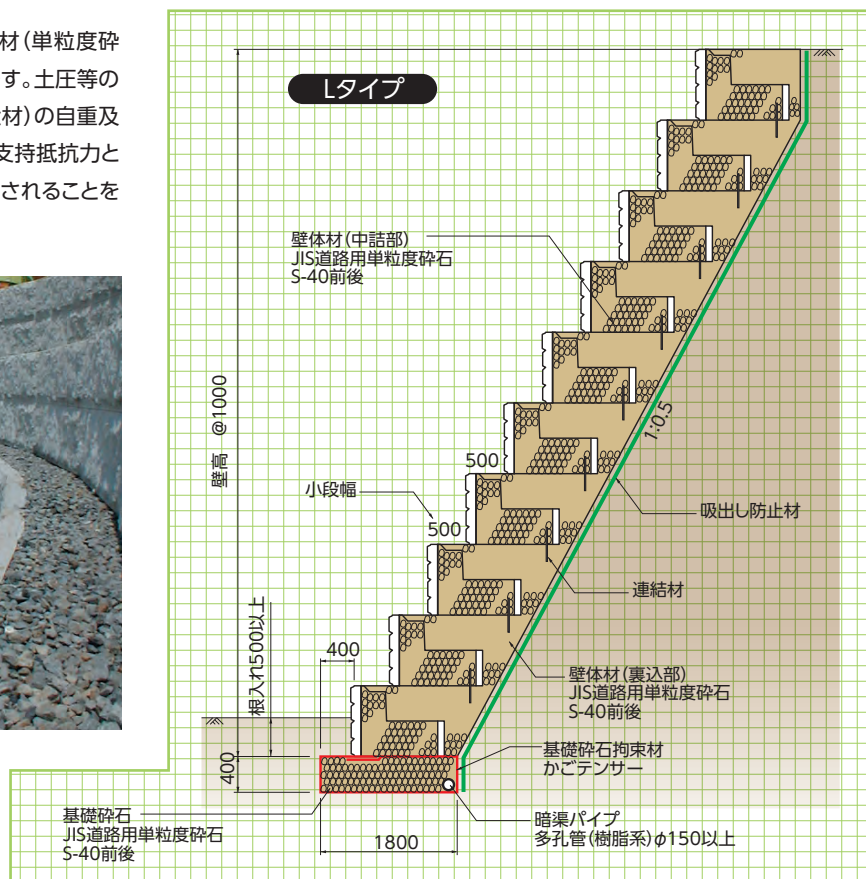 材(単粒度砕
す。土圧等の
材)の自重及
支持抵抗力と
されることを
Lタイプ
壁体材(中詰部)
JIS道路用単粒度砕石
S-40前後
壁高 @1000
500
小段幅
500
1:0.5
吸出し防止材
連結材
根入れ500以上
400
壁体材(裏込部)
JIS道路用単粒度砕石
S-40前後
400
基礎砕石拘束材
かごテンサー
基礎砕石
JIS道路用単粒度砕石
S-40前後
1800
暗渠パイプ
多孔管(樹脂系)φ150以上